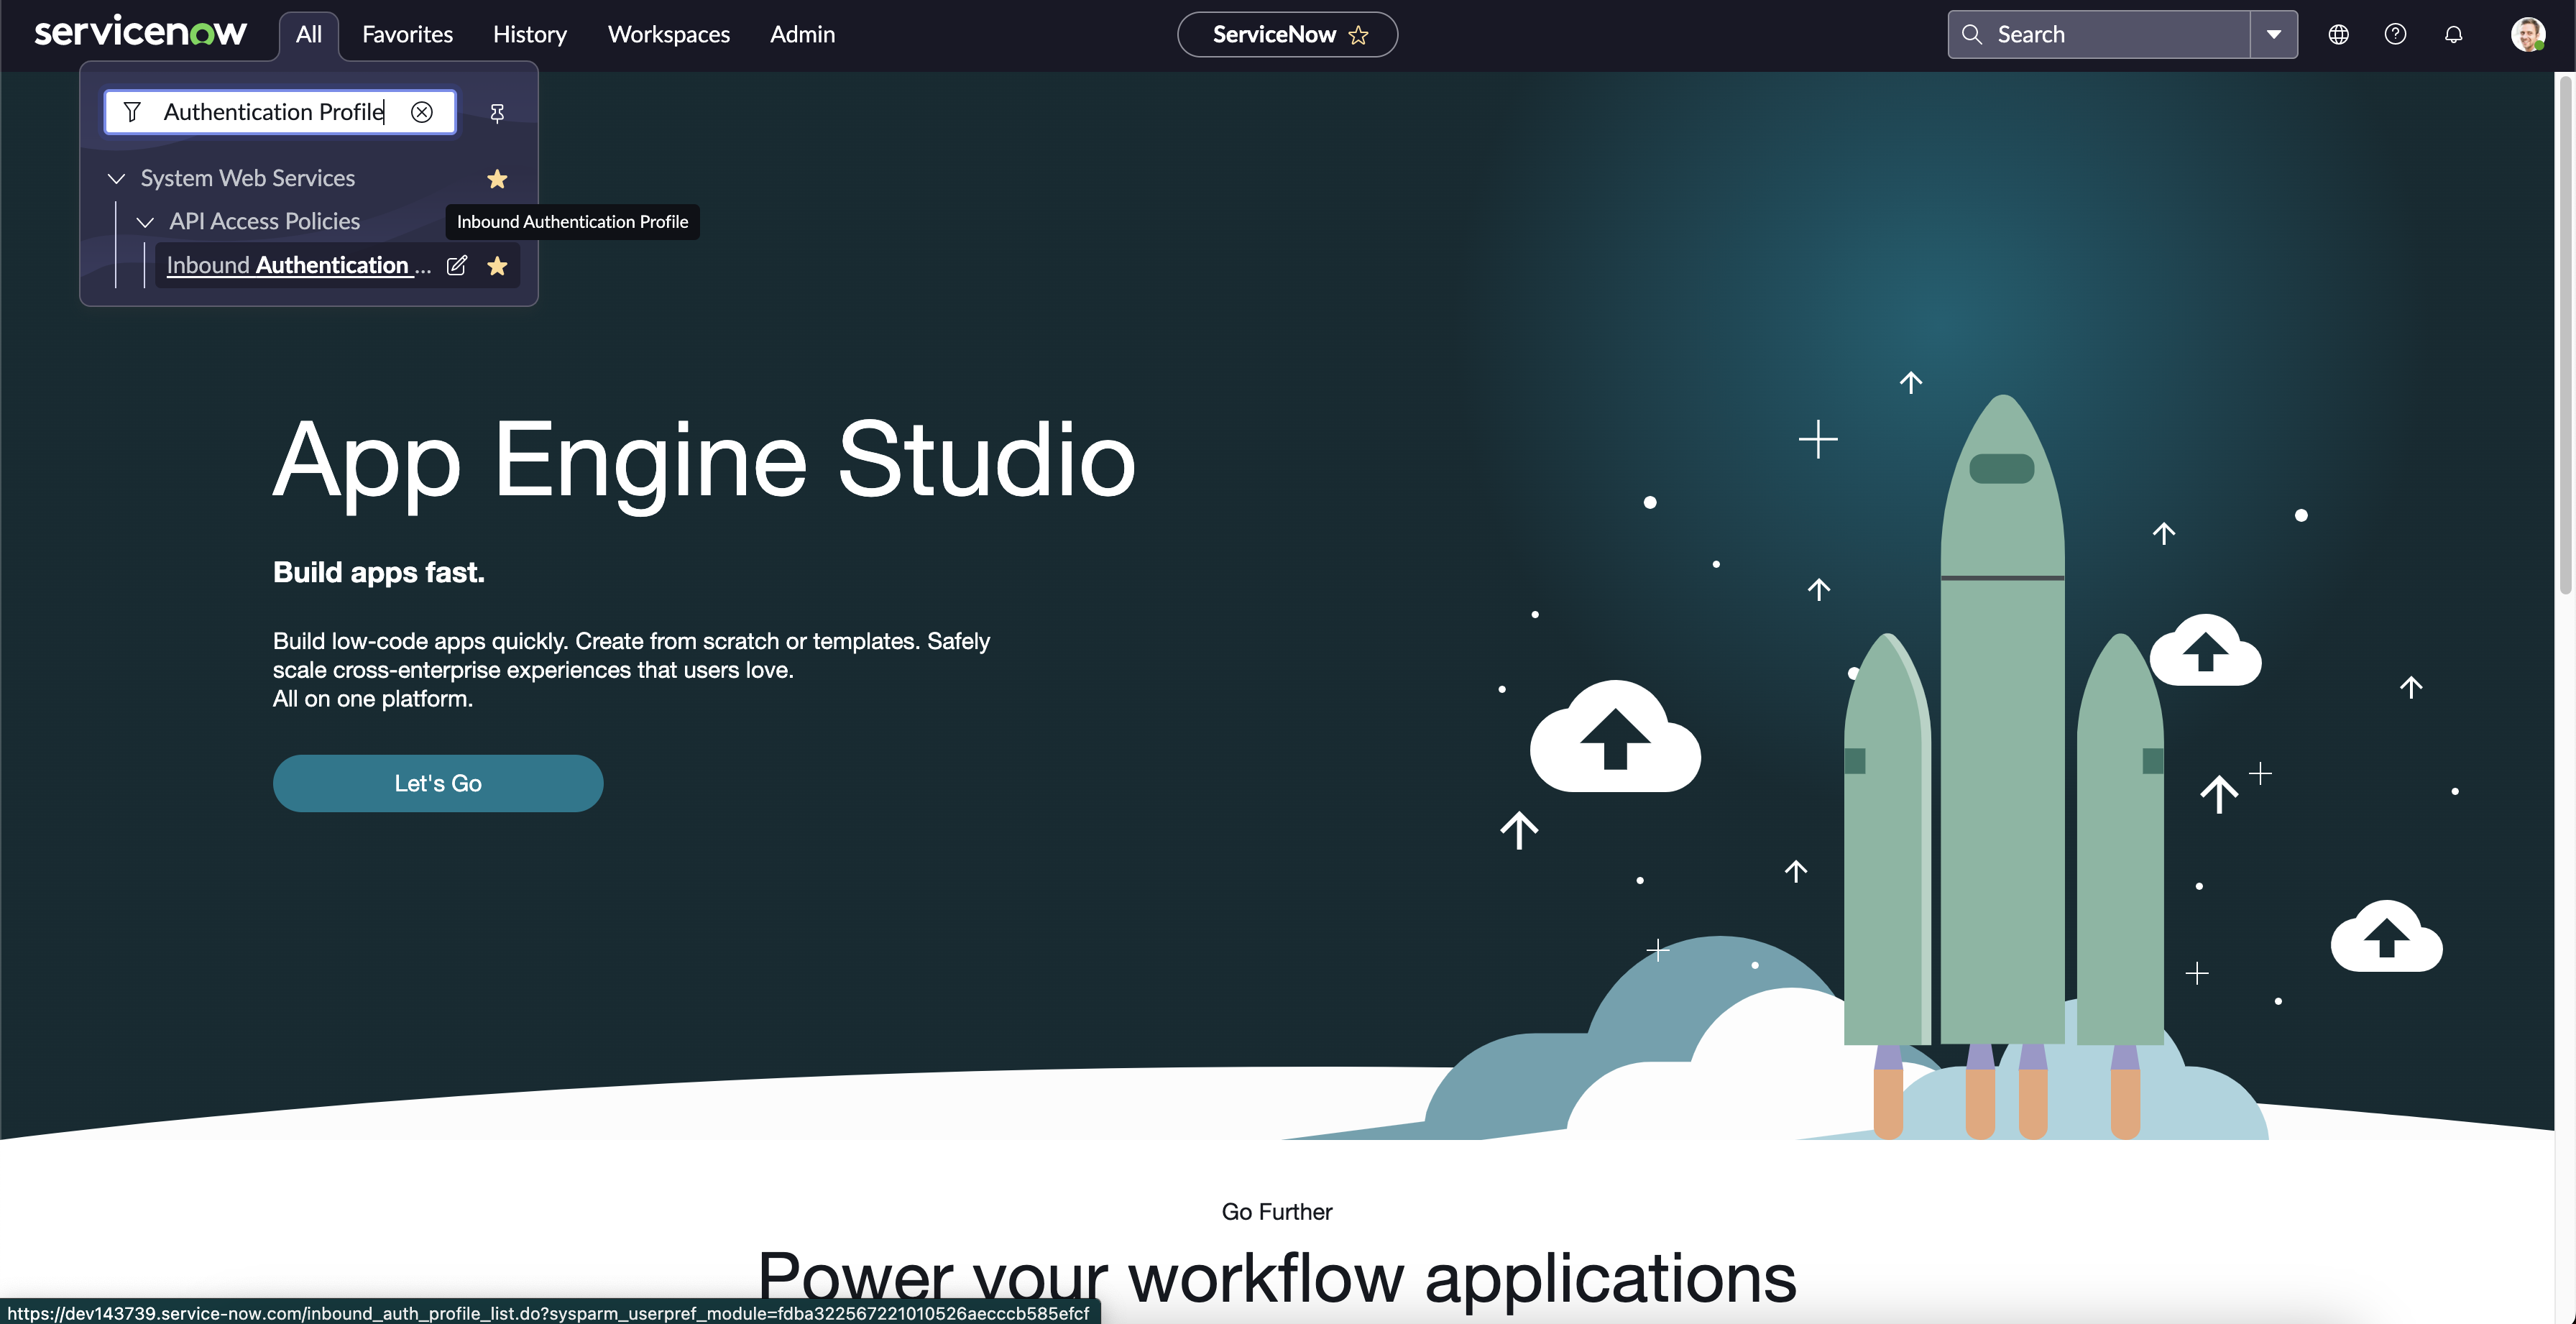 servicenow All Favorites History Workspaces Admin ServiceNow Search
Authentication Profile
System Web Services
API Access Policies
Inbound Authentication Profile
Inbound Authentication ...
App Engine Studio
Build apps fast.
Build low-code apps quickly. Create from scratch or templates. Safely
scale cross-enterprise experiences that users love.
All on one platform.
Let's Go
Go Further
Power your workflow applications
https://dev143739.service-now.com/inbound_auth_profile_list.do?sysparm_userpref_module=fdba322567221010526aecccb585efcf